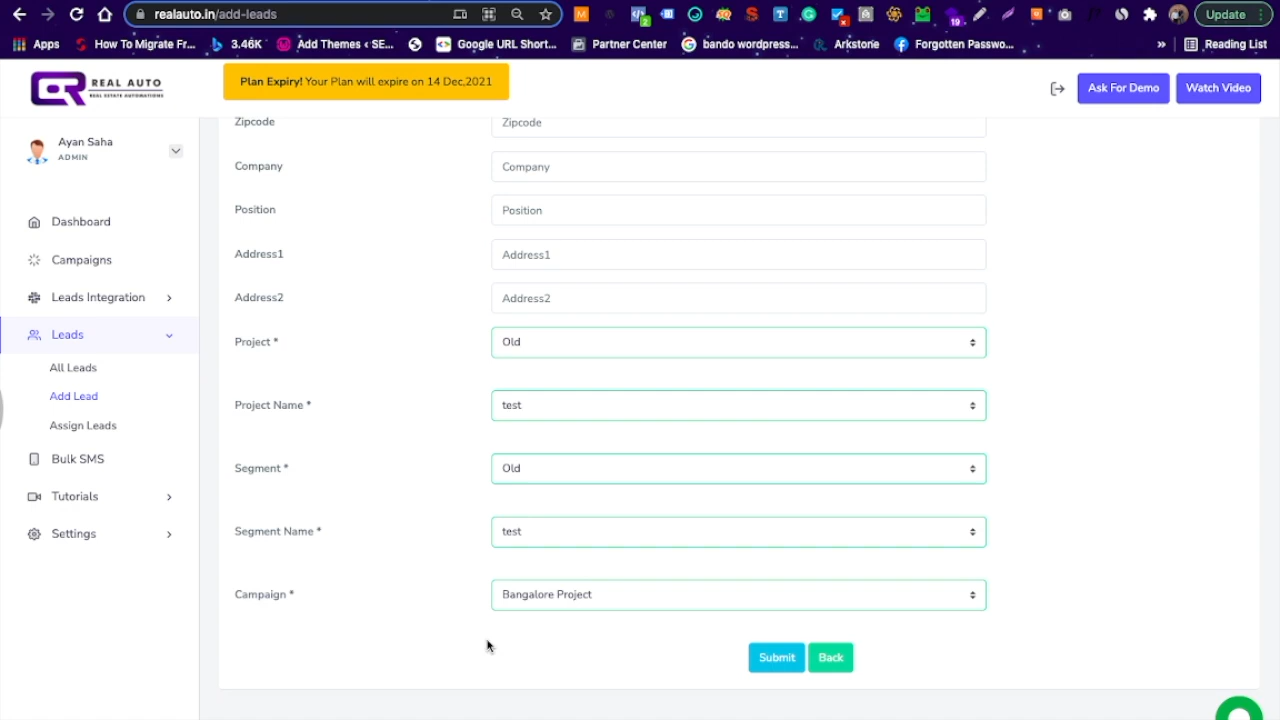 realauto.in/add-leads
Update
Apps
How To Migrate Fr...
3.46K
Add Themes ‹ SE...
Google URL Short...
Partner Center
bando wordpress...
Arkstone
Forgotten Passwo...
»
Reading List
REAL AUTO
REAL ESTATE AUTOMATIONS
Plan Expiry! Your Plan will expire on 14 Dec,2021
Ask For Demo
Watch Video
Ayan Saha
ADMIN
Dashboard
Campaigns
Leads Integration
Leads
All Leads
Add Lead
Assign Leads
Bulk SMS
Tutorials
Settings
Zipcode
Zipcode
Company
Company
Position
Position
Address1
Address1
Address2
Address2
Project *
Old
Project Name *
test
Segment *
Old
Segment Name *
test
Campaign *
Bangalore Project
Submit
Back